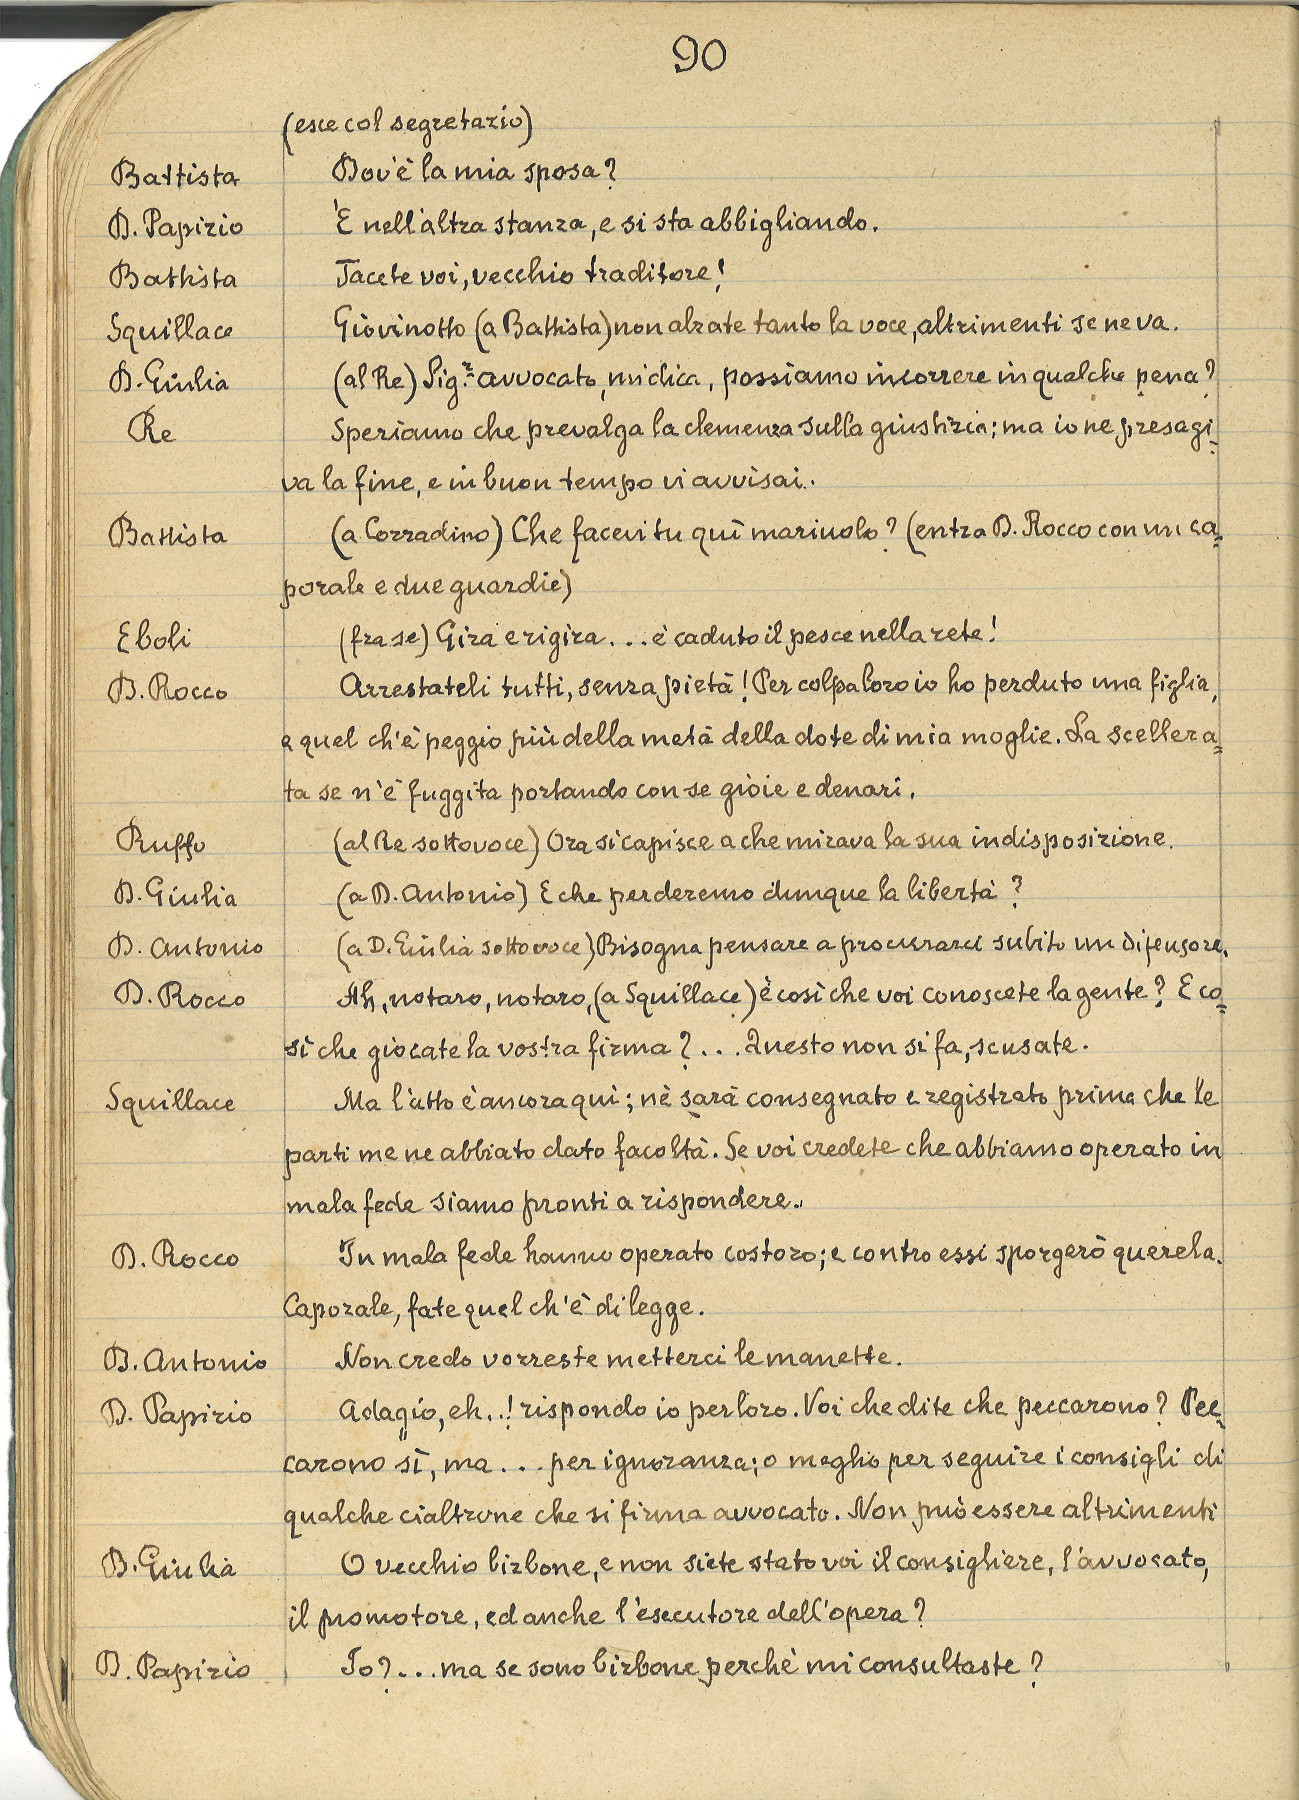 90
(esce col segretario)
Battista Dov'è la mia sposa?
D. Papirio È nell'altra stanza, e si sta abbigliando.
Battista Tacete voi, vecchio traditore!
Squillace Giovinotto (a Battista) non alzate tanto la voce, altrimenti se ne va.
D. Giulia (al Re) Sig.r avvocato, mi dica, possiamo incorrere in qualche pena?
Re Speriamo che prevalga la clemenza sulla giustizia; ma io ne presagi-
va la fine, e in buon tempo vi avvisai.
Battista (a Corradino) Che facevi tu quì mariuolo? (entra D. Rocco con un ca=
porale e due guardie)
Eboli (fra se) Gira e rigira... è caduto il pesce nella rete!
D. Rocco Arrestateli tutti, senza pietà! Per colpa loro io ho perduto una figlia,
e quel ch'è peggio più della metà della dote di mia moglie. La scellera=
ta se n'è fuggita portando con se gioie e denari.
Ruffo (al Re sottovoce) Ora si capisce a che mirava la sua indisposizione.
D. Giulia (a D. Antonio) E che perderemo dunque la libertà?
D. Antonio (a D. Giulia sottovoce) Bisogna pensare a procurarci subito un difensore.
D. Rocco Ah, notaro, notaro, (a Squillace) è così che voi conoscete la gente? E co=
sì che giocate la vostra firma?... Questo non si fa, scusate.
Squillace Ma l'atto è ancora quì; nè sarà consegnato e registrato prima che le
parti me ne abbiato dato facoltà. Se voi credete che abbiamo operato in
mala fede siamo pronti a rispondere.
D. Rocco In mala fede hanno operato costoro; e contro essi sporgerò querela.
Caporale, fate quel ch'è di legge.
D. Antonio Non credo vorreste metterci le manette.
D. Papirio Adagio, eh..! rispondo io per loro. Voi che dite che peccarono? Pec-
carono sì, ma... per ignoranza; o meglio per seguire i consigli di
qualche cialtrone che si firma avvocato. Non può essere altrimenti
D. Giulia O vecchio birbone, e non siete stato voi il consigliere, l'avvocato,
il promotore, ed anche l'esecutore dell'opera?
D. Papirio Io?... ma se sono birbone perchè mi consultaste?